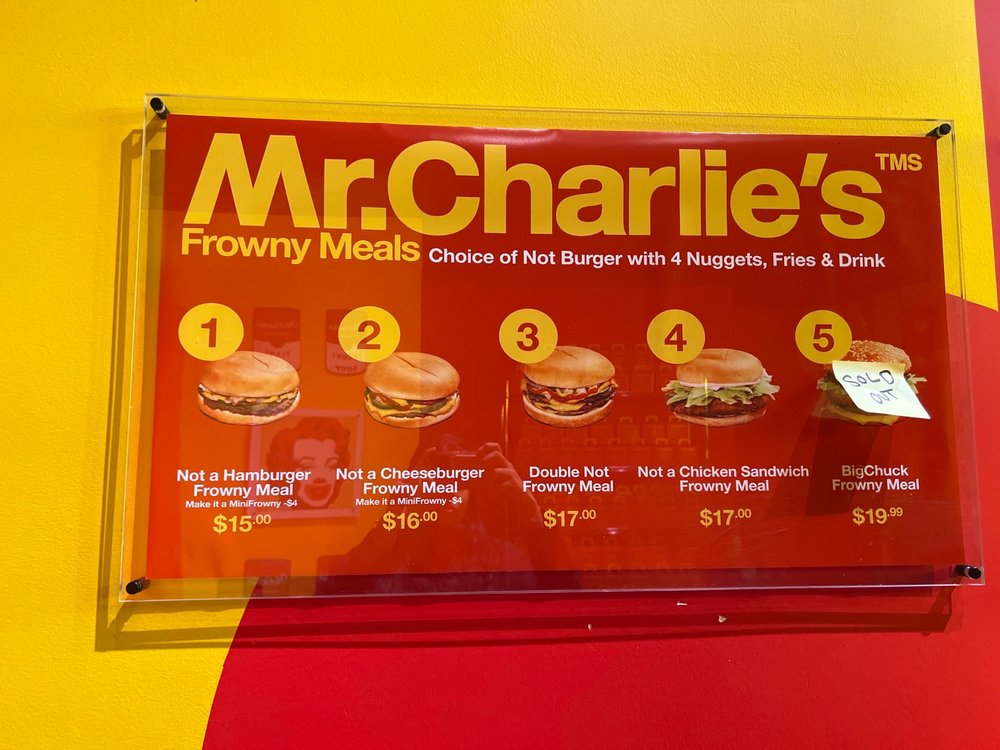 Mr.Charlie's TMS
Frowny Meals Choice of Not Burger with 4 Nuggets, Fries & Drink
1
2
3
4
5
SOLD
OUT
Not a Hamburger
Frowny Meal
Make it a MiniFrowny -$4
$15.00
Not a Cheeseburger
Frowny Meal
Make it a MiniFrowny -$4
$16.00
Double Not
Frowny Meal
$17.00
Not a Chicken Sandwich
Frowny Meal
$17.00
BigChuck
Frowny Meal
$19.99